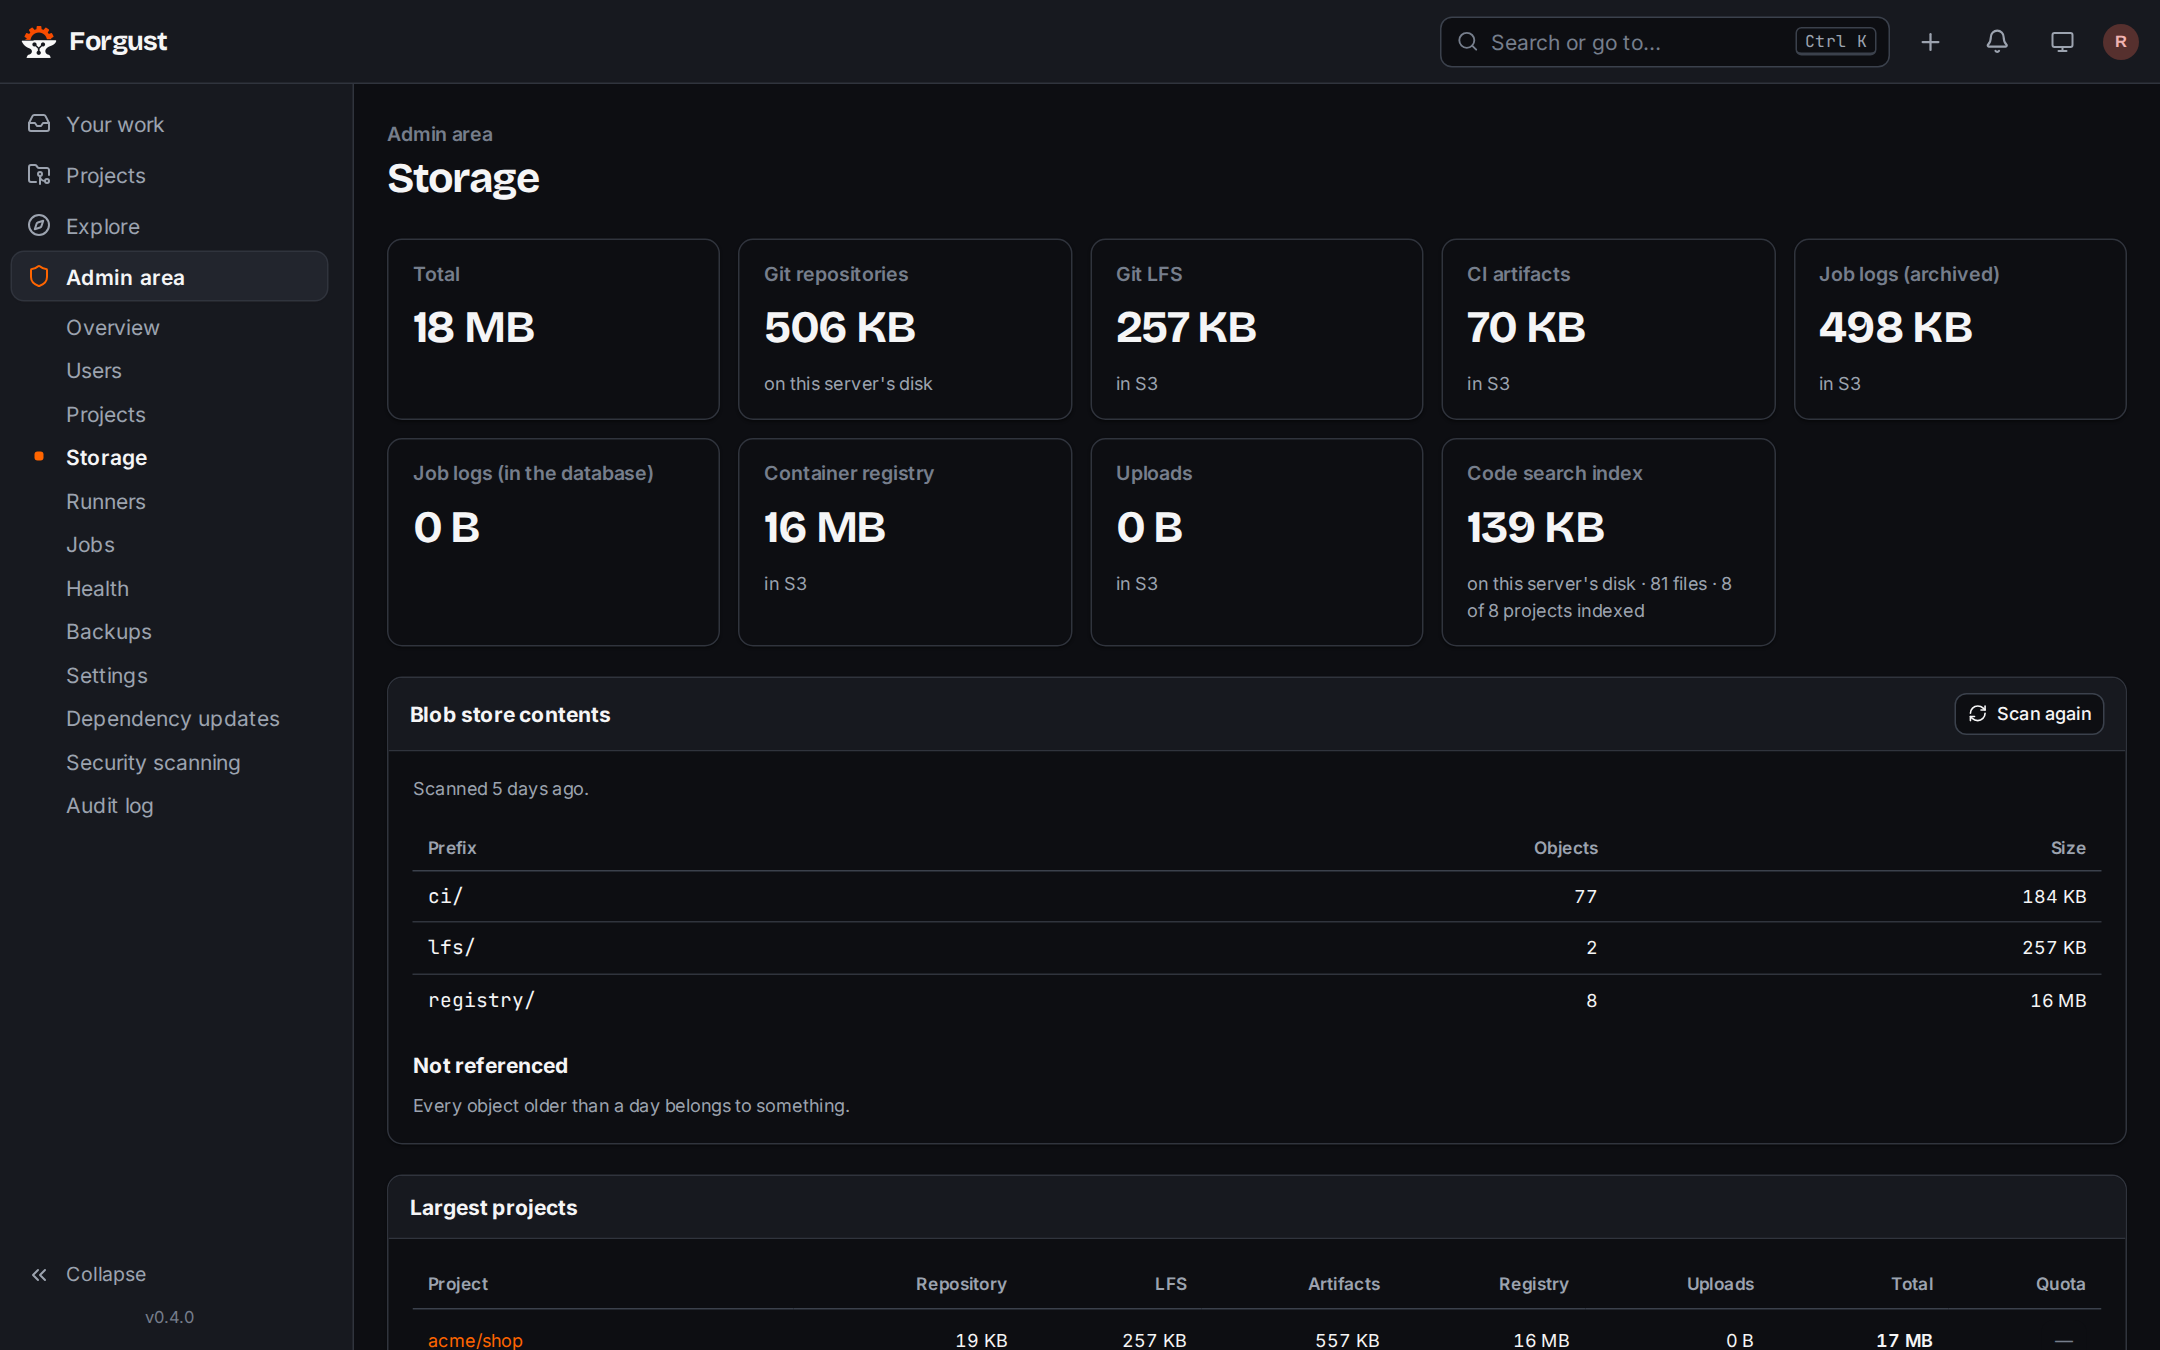 Forgust
Search or go to...
Ctrl K
R
Your work
Projects
Explore
Admin area
Overview
Users
Projects
Storage
Runners
Jobs
Health
Backups
Settings
Dependency updates
Security scanning
Audit log
Collapse
v0.4.0
Admin area
Storage
Total
18 MB
Git repositories
506 KB
on this server's disk
Git LFS
257 KB
in S3
CI artifacts
70 KB
in S3
Job logs (archived)
498 KB
in S3
Job logs (in the database)
0 B
Container registry
16 MB
in S3
Uploads
0 B
in S3
Code search index
139 KB
on this server's disk · 81 files · 8
of 8 projects indexed
Blob store contents
Scan again
Scanned 5 days ago.
Prefix Objects Size
ci/ 77 184 KB
lfs/ 2 257 KB
registry/ 8 16 MB
Not referenced
Every object older than a day belongs to something.
Largest projects
Project Repository LFS Artifacts Registry Uploads Total Quota
acme/shop 19 KB 257 KB 557 KB 16 MB 0 B 17 MB —